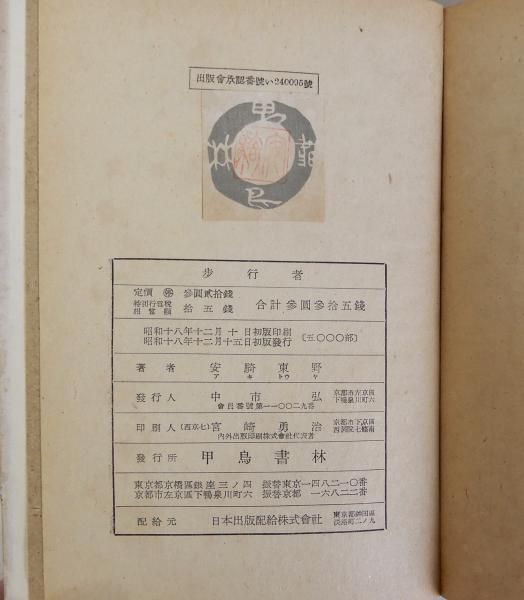 出版會承認番號い240095號
歩行者
定價 ㊞ 參圓貳拾錢
特別行爲税相當額 拾五錢 合計參圓參拾五錢
昭和十八年十二月十日初版印刷
昭和十八年十二月十五日初版發行 〔五〇〇〇部〕
著者 安騎東野
アキトウヤ
發行人 中市弘 京都市左京區下鴨泉川町六
會員番號第一一〇〇二九番
印刷人 (西京七) 宮崎勇治 京都市下京區西洞院七條南
內外出版印刷株式會社代表者
發行所 甲鳥書林
東京都京橋區銀座三ノ四 振替東京一四八二一〇番
京都市左京區下鴨泉川町六 振替京都一六八二二番
配給元 日本出版配給株式會社 東京都神田區淡路町二ノ九